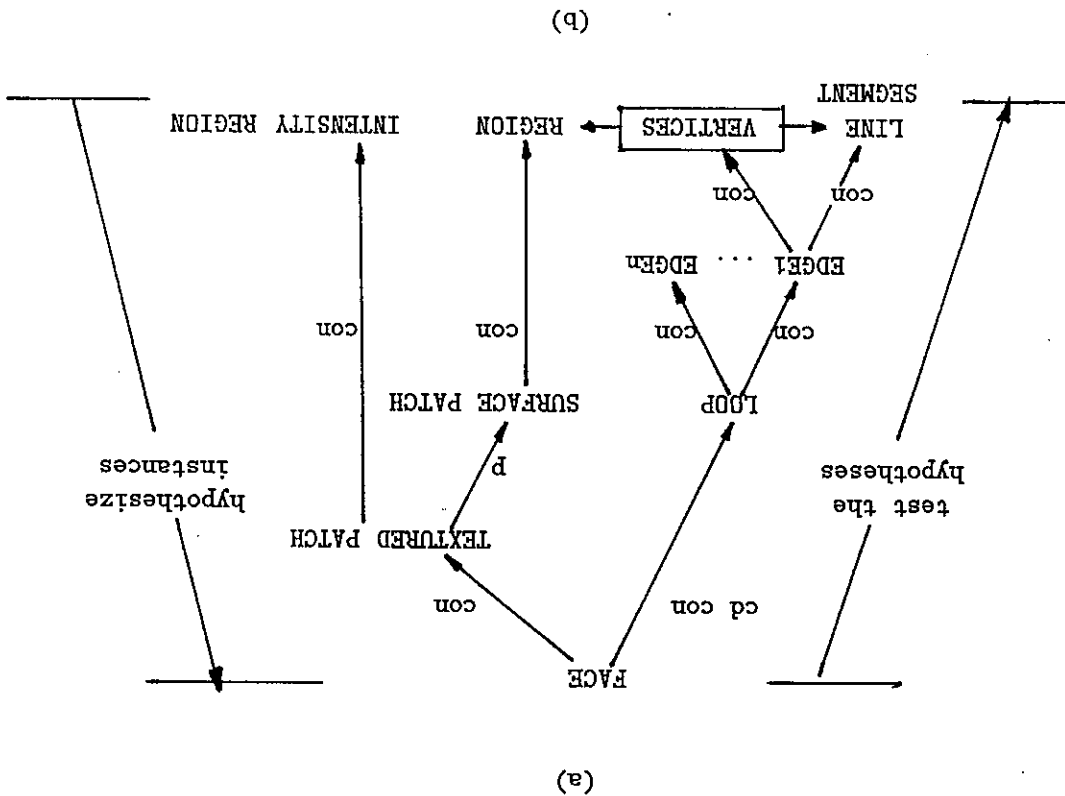 (a)
FACE
cd con
con
TEXTURED PATCH
test the
hypotheses
hypothesize
instances
p
LOOP
SURFACE PATCH
con
con
con
con
EDGE1 ... EDGEn
con
con
LINE
SEGMENT
VERTICES
REGION
INTENSITY REGION
(b)